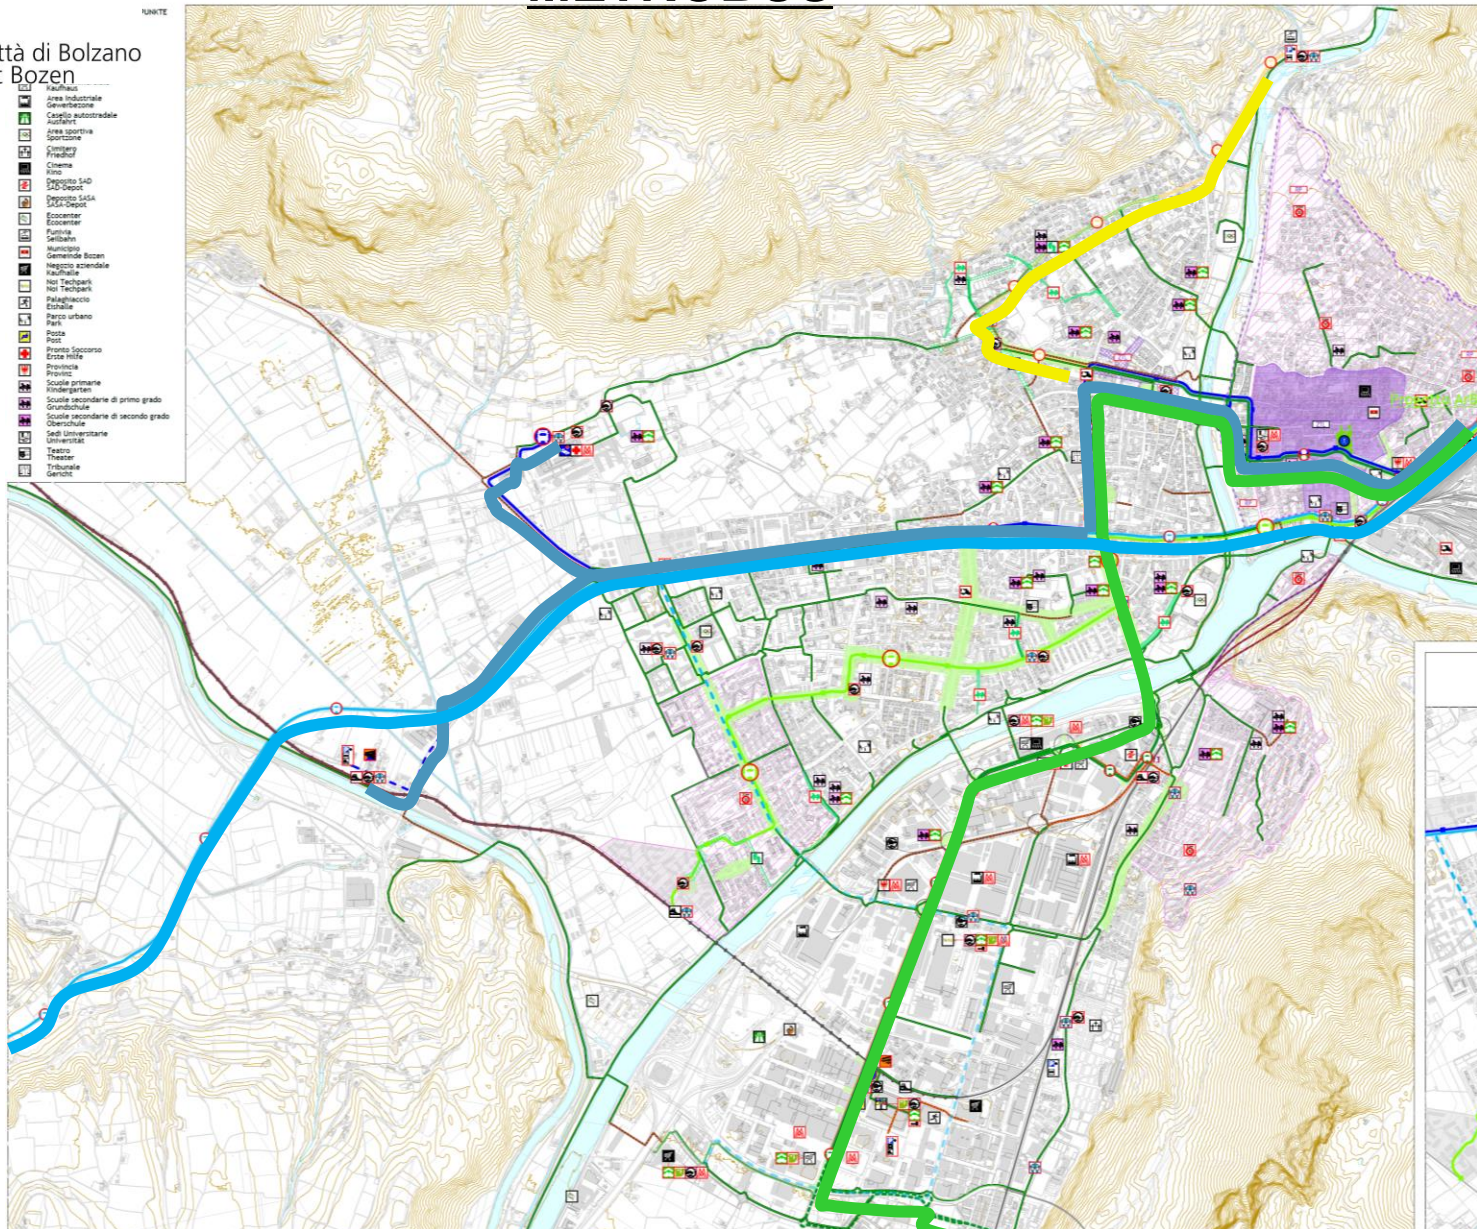 METROBUS
PUNKTE
ttà di Bolzano
t Bozen
Kaufhaus
Area industriale
Gewerbezone
Casello autostradale
Ausfahrt
Area sportiva
Sportzone
Cimitero
Friedhof
Cinema
Kino
Deposito SAD
SAD-Depot
Deposito SASA
SASA-Depot
Ecocenter
Ecocenter
Funivia
Seilbahn
Municipio
Gemeinde Bozen
Negozio aziendale
Kaufhalle
Noi Techpark
Noi Techpark
Palaghiaccio
Eishalle
Parco urbano
Park
Posta
Post
Pronto Soccorso
Erste Hilfe
Provincia
Provinz
Scuole primarie
Kindergarten
Scuole secondarie di primo grado
Grundschule
Scuole secondarie di secondo grado
Oberschule
Sedi Universitarie
Universität
Teatro
Theater
Tribunale
Gericht